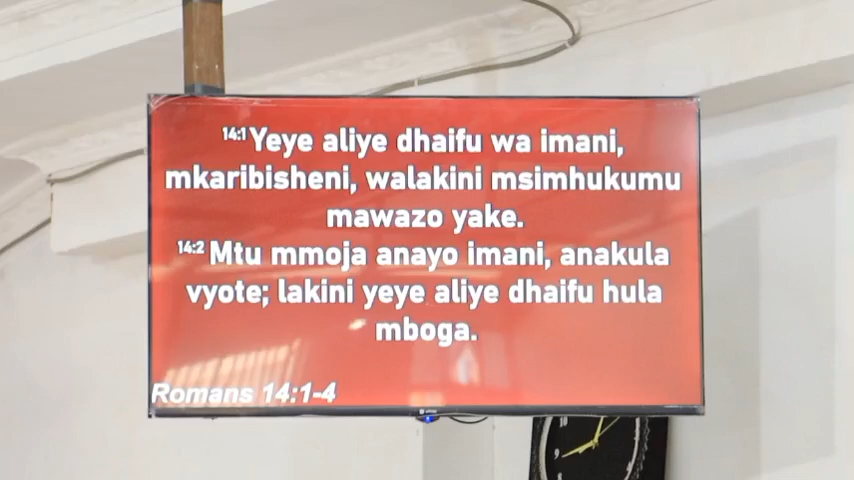 14:1 Yeye aliye dhaifu wa imani,
mkaribisheni, walakini msimhukumu
mawazo yake.
14:2 Mtu mmoja anayo imani, anakula
vyote; lakini yeye aliye dhaifu hula
mboga.
Romans 14:1-4
9